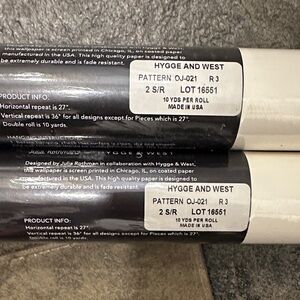 this wallpaper is screen printed in Chicago, IL, on coated paper
manufactured in the USA. This high quality paper is designed to
be extremely durable and is fade resistant.
PRODUCT INFO:
Horizontal repeat is 27".
Vertical repeat is 36" for all designs except for Pieces which is 27".
Double roll is 10 yards.
HYGGE AND WEST
PATTERN OJ-021 R 3
2 S/R LOT 16551
10 YDS PER ROLL
MADE IN USA
Designed by Julia Rothman in collaboration with Hygge & West,
this wallpaper is screen printed in Chicago, IL, on coated paper
manufactured in the USA. This high quality paper is designed to
be extremely durable and is fade resistant.
PRODUCT INFO:
Horizontal repeat is 27".
Vertical repeat is 36" for all designs except for Pieces which is 27".
Double roll is 10 yards.
HYGGE AND WEST
PATTERN OJ-021 R 3
2 S/R LOT 16551
10 YDS PER ROLL
MADE IN USA